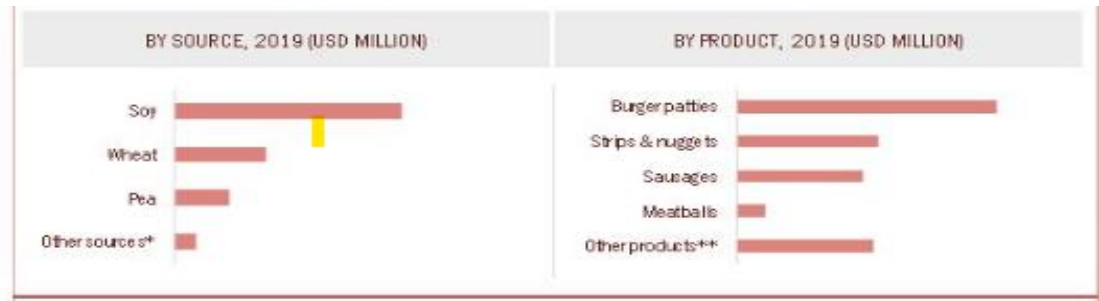 BY SOURCE, 2019 (USD MILLION)
Soy
Wheat
Pea
Other sources*
BY PRODUCT, 2019 (USD MILLION)
Burger patties
Strips & nuggets
Sausages
Meatballs
Other products**